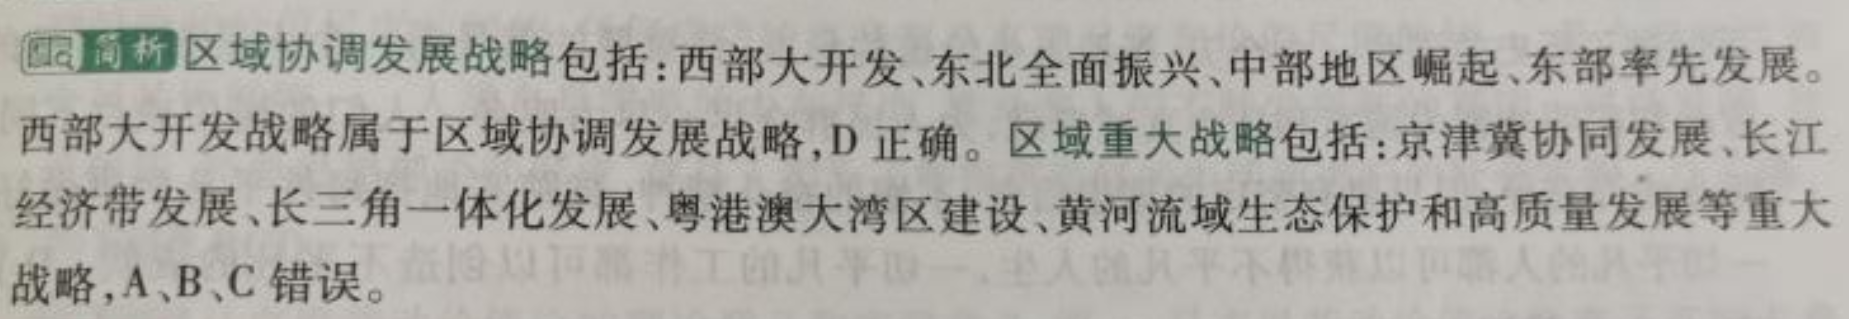 简析 区域协调发展战略包括:西部大开发、东北全面振兴、中部地区崛起、东部率先发展。
西部大开发战略属于区域协调发展战略,D 正确。区域重大战略包括:京津冀协同发展、长江
经济带发展、长三角一体化发展、粤港澳大湾区建设、黄河流域生态保护和高质量发展等重大
战略,A、B、C 错误。